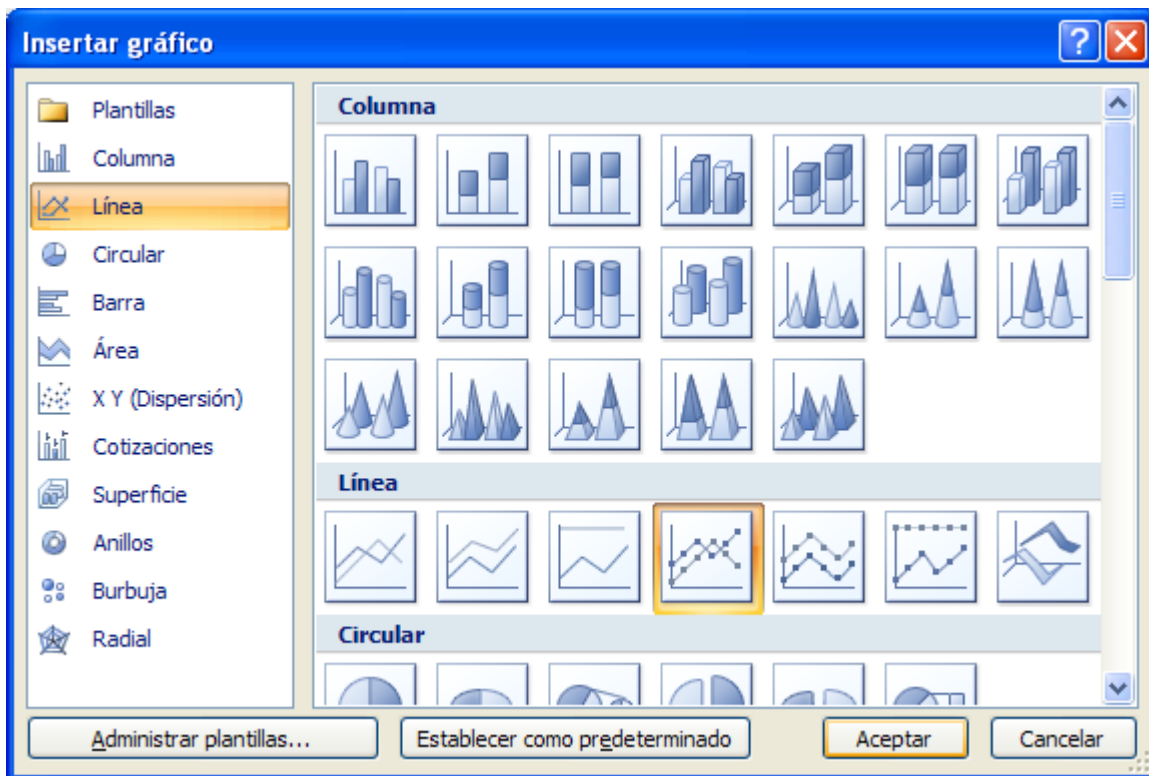 Insertar gráfico
Plantillas
Columna
Línea
Circular
Barra
Área
X Y (Dispersión)
Cotizaciones
Superficie
Anillos
Burbuja
Radial
Columna
Línea
Circular
Administrar plantillas...
Establecer como predeterminado
Aceptar
Cancelar